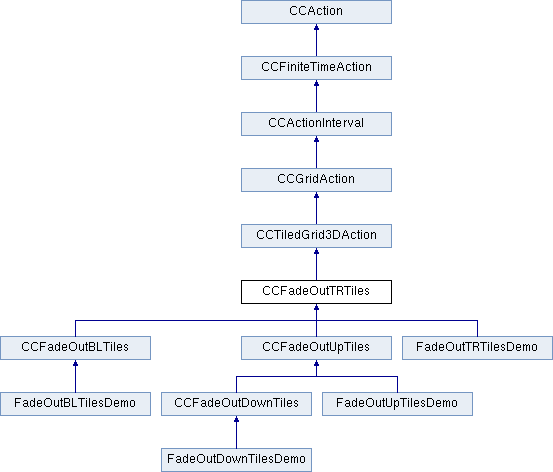 CCAction
CCFiniteTimeAction
CCActionInterval
CCGridAction
CCTiledGrid3DAction
CCFadeOutTRTiles
CCFadeOutBLTiles
CCFadeOutUpTiles
FadeOutTRTilesDemo
FadeOutBLTilesDemo
CCFadeOutDownTiles
FadeOutUpTilesDemo
FadeOutDownTilesDemo